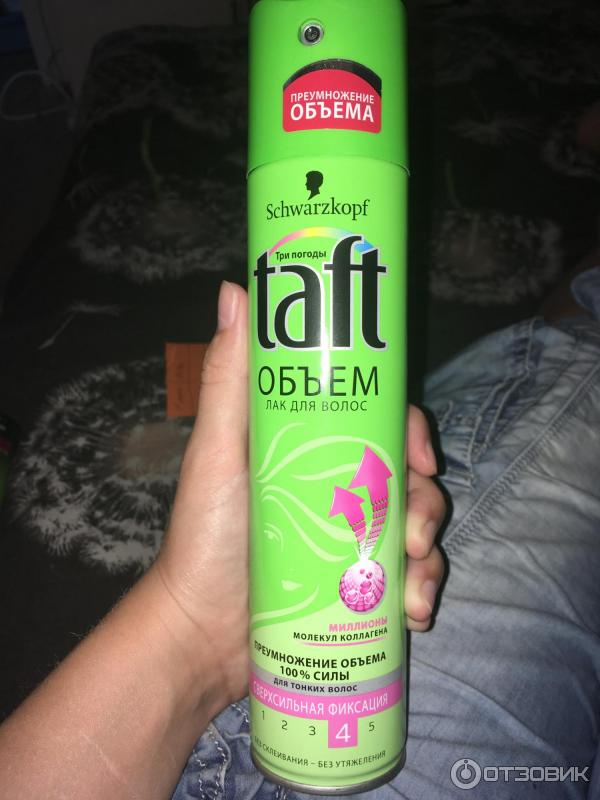 ПРЕУМНОЖЕНИЕ
ОБЪЕМА
Schwarzkopf
Три погоды
taft
ОБЪЕМ
ЛАК ДЛЯ ВОЛОС
МИЛЛИОНЫ
МОЛЕКУЛ КОЛЛАГЕНА
ПРЕУМНОЖЕНИЕ ОБЪЕМА
100% СИЛЫ
ДЛЯ ТОНКИХ ВОЛОС
СВЕРХСИЛЬНАЯ ФИКСАЦИЯ
1 2 3 4 5
БЕЗ СКЛЕИВАНИЯ – БЕЗ УТЯЖЕЛЕНИЯ
ОТЗОВИК